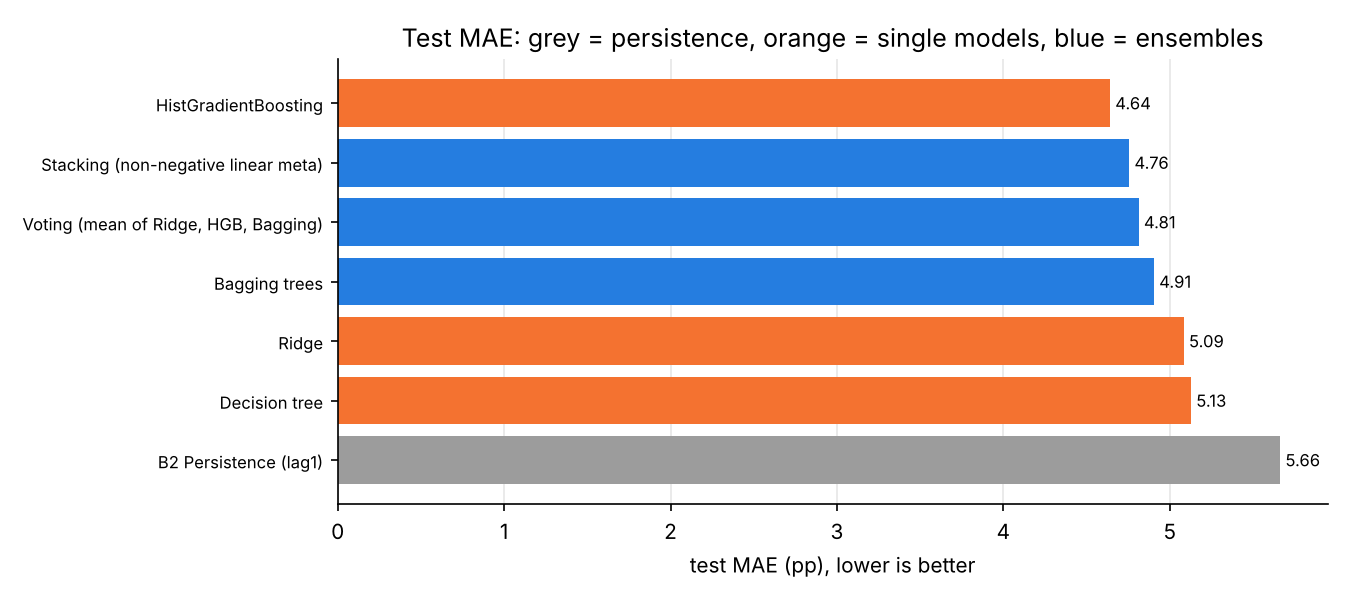 Test MAE: grey = persistence, orange = single models, blue = ensembles
HistGradientBoosting 4.64
Stacking (non-negative linear meta) 4.76
Voting (mean of Ridge, HGB, Bagging) 4.81
Bagging trees 4.91
Ridge 5.09
Decision tree 5.13
B2 Persistence (lag1) 5.66
0 1 2 3 4 5
test MAE (pp), lower is better